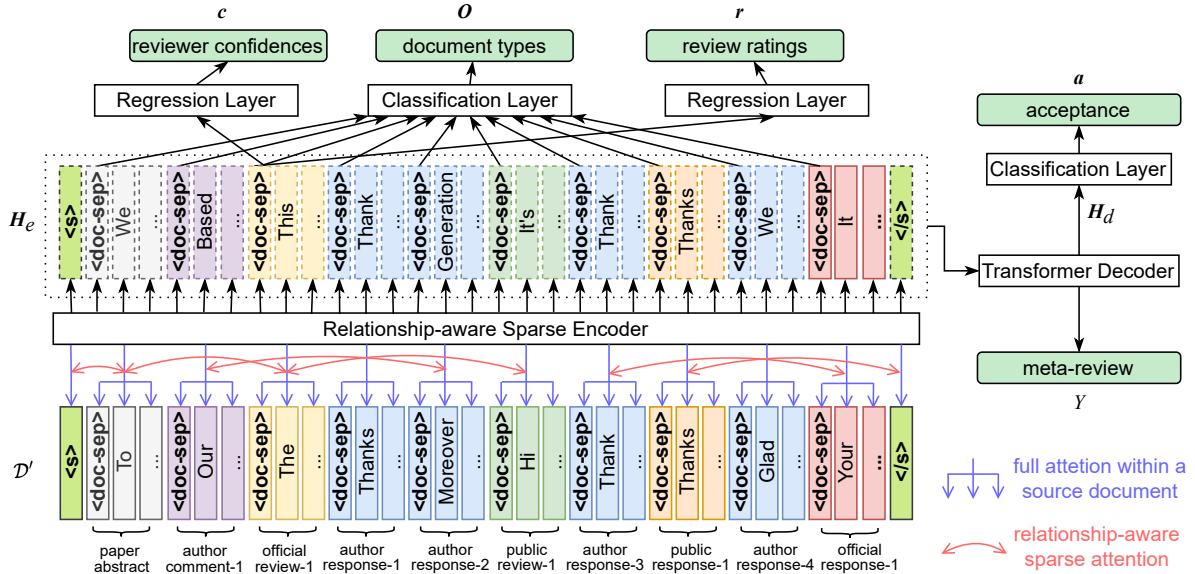 c
O
r
reviewer confidences
document types
review ratings
a
Regression Layer
Classification Layer
Regression Layer
acceptance
Classification Layer
H_e
<s>
<doc-sep>
We
...
<doc-sep>
Based
...
<doc-sep>
This
...
<doc-sep>
Thank
...
<doc-sep>
Generation
...
<doc-sep>
It's
...
<doc-sep>
Thank
...
<doc-sep>
Thanks
...
<doc-sep>
We
...
<doc-sep>
It
...
</s>
H_d
Transformer Decoder
Relationship-aware Sparse Encoder
meta-review
Y
D′
<s>
<doc-sep>
To
...
<doc-sep>
Our
...
<doc-sep>
The
...
<doc-sep>
Thanks
...
<doc-sep>
Moreover
...
<doc-sep>
Hi
...
<doc-sep>
Thank
...
<doc-sep>
Thanks
...
<doc-sep>
Glad
...
<doc-sep>
Your
...
</s>
full attetion within a
source document
relationship-aware
sparse attention
paper
abstract
author
comment-1
official
review-1
author
response-1
author
response-2
public
review-1
author
response-3
public
response-1
author
response-4
official
response-1